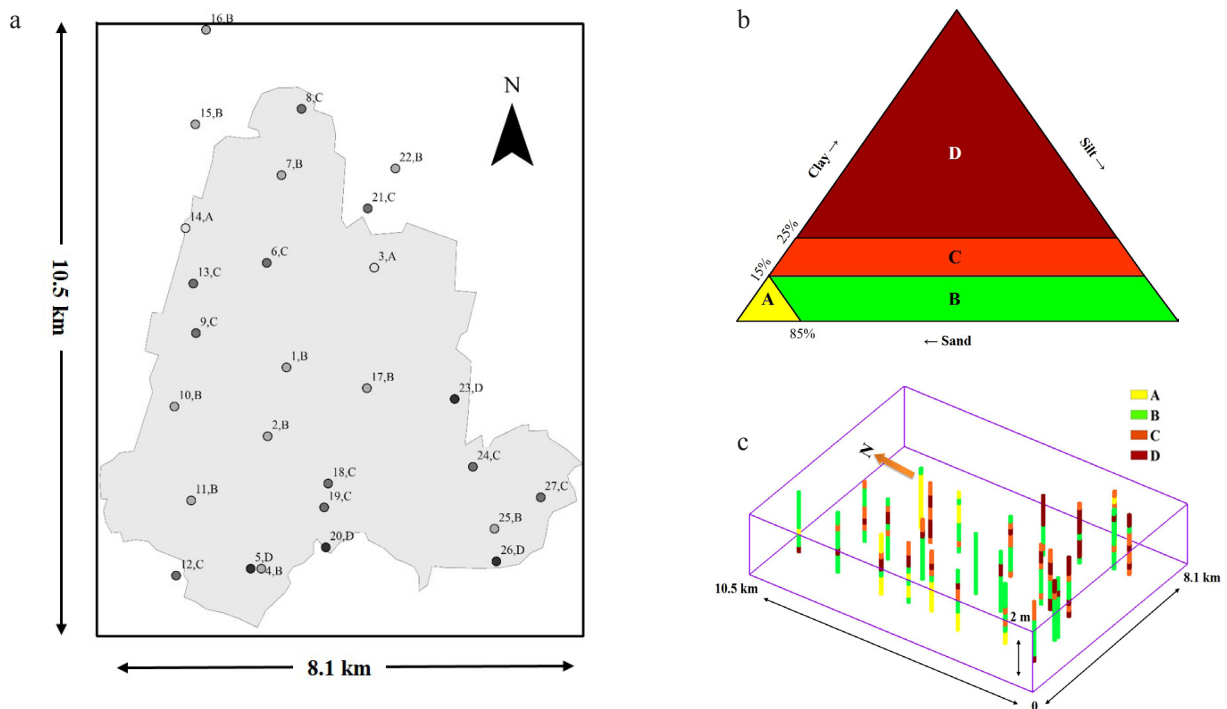 a
16,B
8,C
15,B
N
22,B
7,B
21,C
14,A
6,C
3,A
13,C
9,C
1,B
17,B
23,D
10,B
2,B
24,C
18,C
27,C
11,B
19,C
25,B
20,D
26,D
12,C
5,D
4,B
10.5 km
8.1 km
b
Clay →
Silt →
D
25%
C
15%
A
B
85%
← Sand
c
A
B
C
D
N
10.5 km
2 m
8.1 km
0